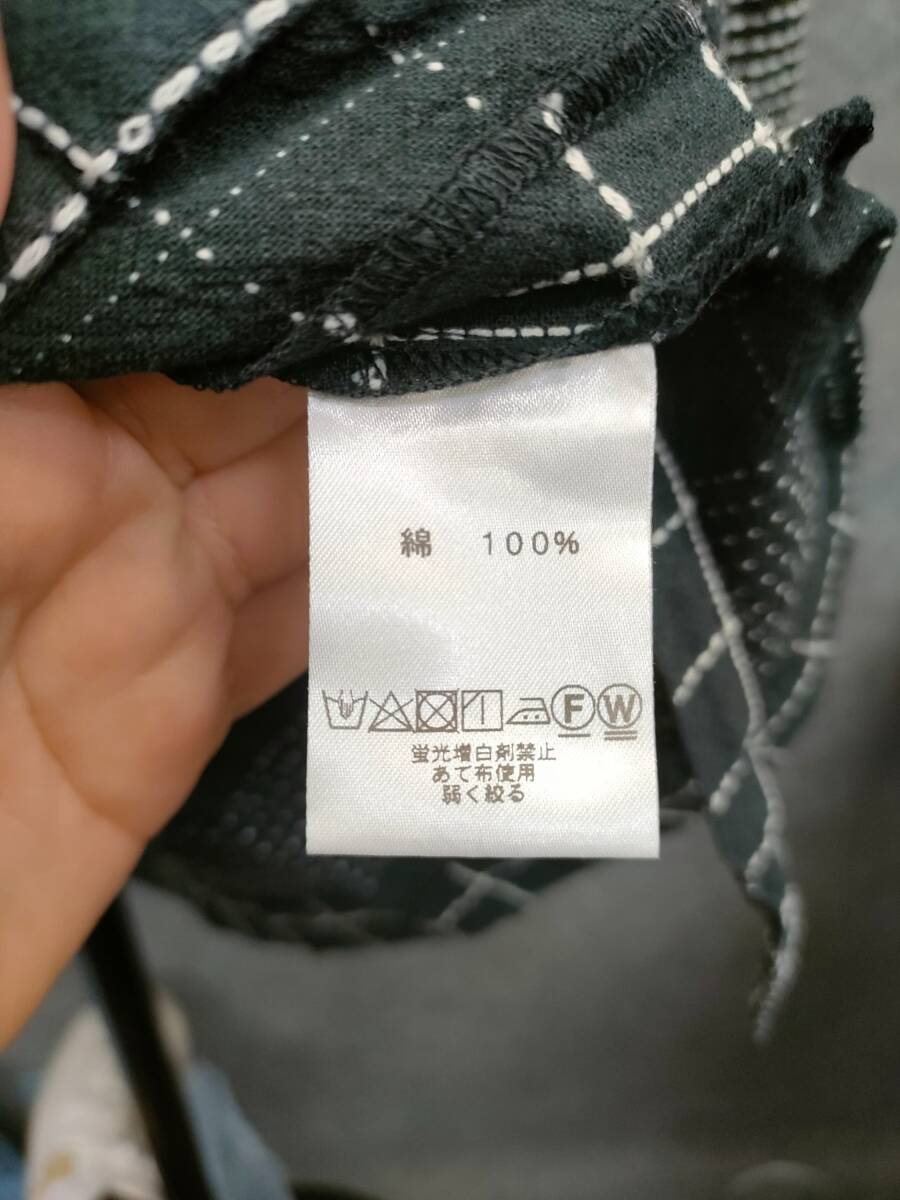 綿 100%
F W
蛍光増白剤禁止
あて布使用
弱く絞る